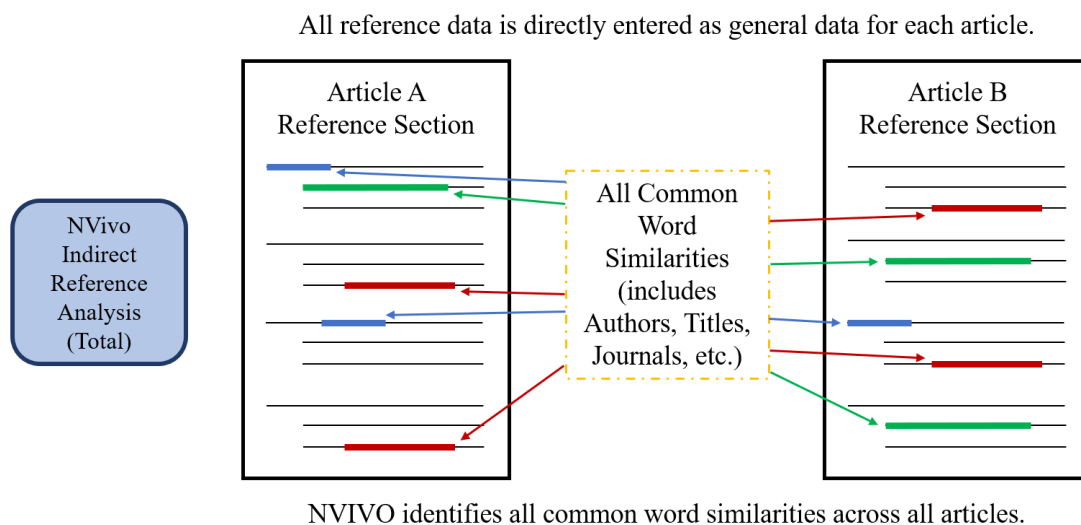 All reference data is directly entered as general data for each article.
Article A
Reference Section
Article B
Reference Section
NVivo
Indirect
Reference
Analysis
(Total)
All Common
Word
Similarities
(includes
Authors, Titles,
Journals, etc.)
NVIVO identifies all common word similarities across all articles.